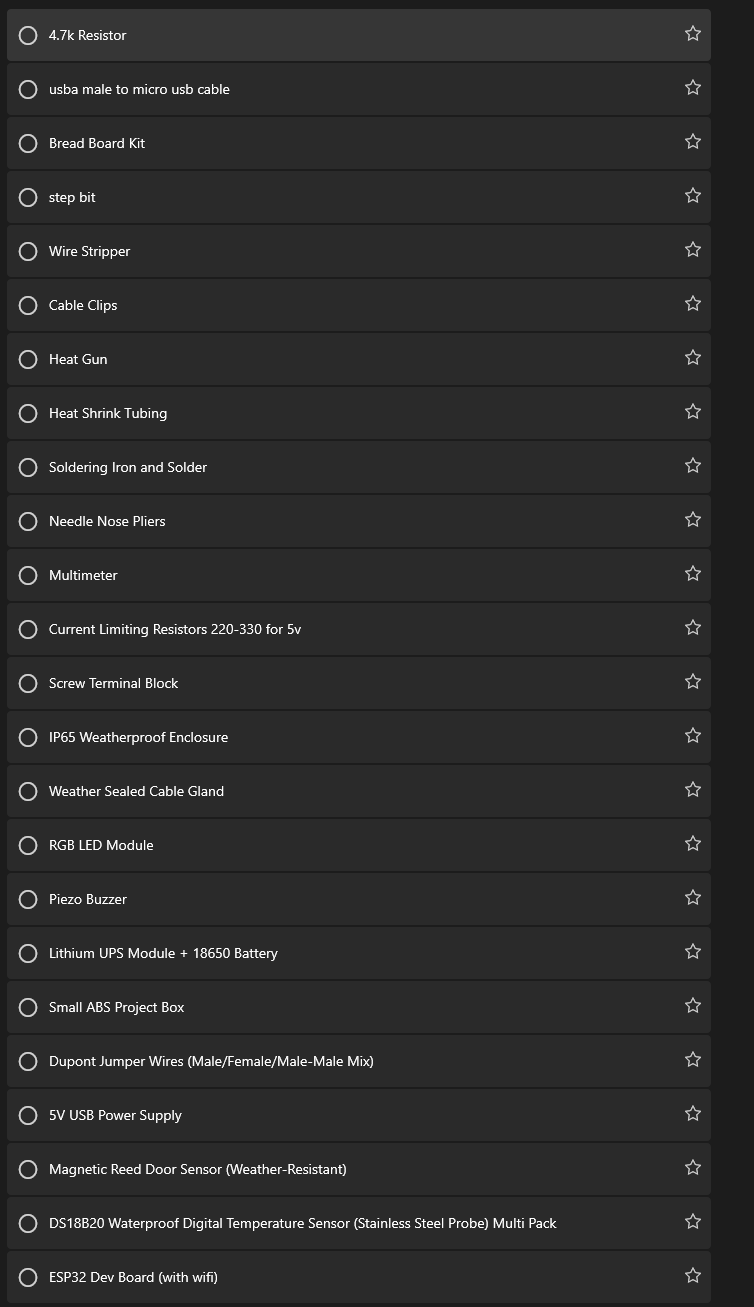 4.7k Resistor
usba male to micro usb cable
Bread Board Kit
step bit
Wire Stripper
Cable Clips
Heat Gun
Heat Shrink Tubing
Soldering Iron and Solder
Needle Nose Pliers
Multimeter
Current Limiting Resistors 220-330 for 5v
Screw Terminal Block
IP65 Weatherproof Enclosure
Weather Sealed Cable Gland
RGB LED Module
Piezo Buzzer
Lithium UPS Module + 18650 Battery
Small ABS Project Box
Dupont Jumper Wires (Male/Female/Male-Male Mix)
5V USB Power Supply
Magnetic Reed Door Sensor (Weather-Resistant)
DS18B20 Waterproof Digital Temperature Sensor (Stainless Steel Probe) Multi Pack
ESP32 Dev Board (with wifi)